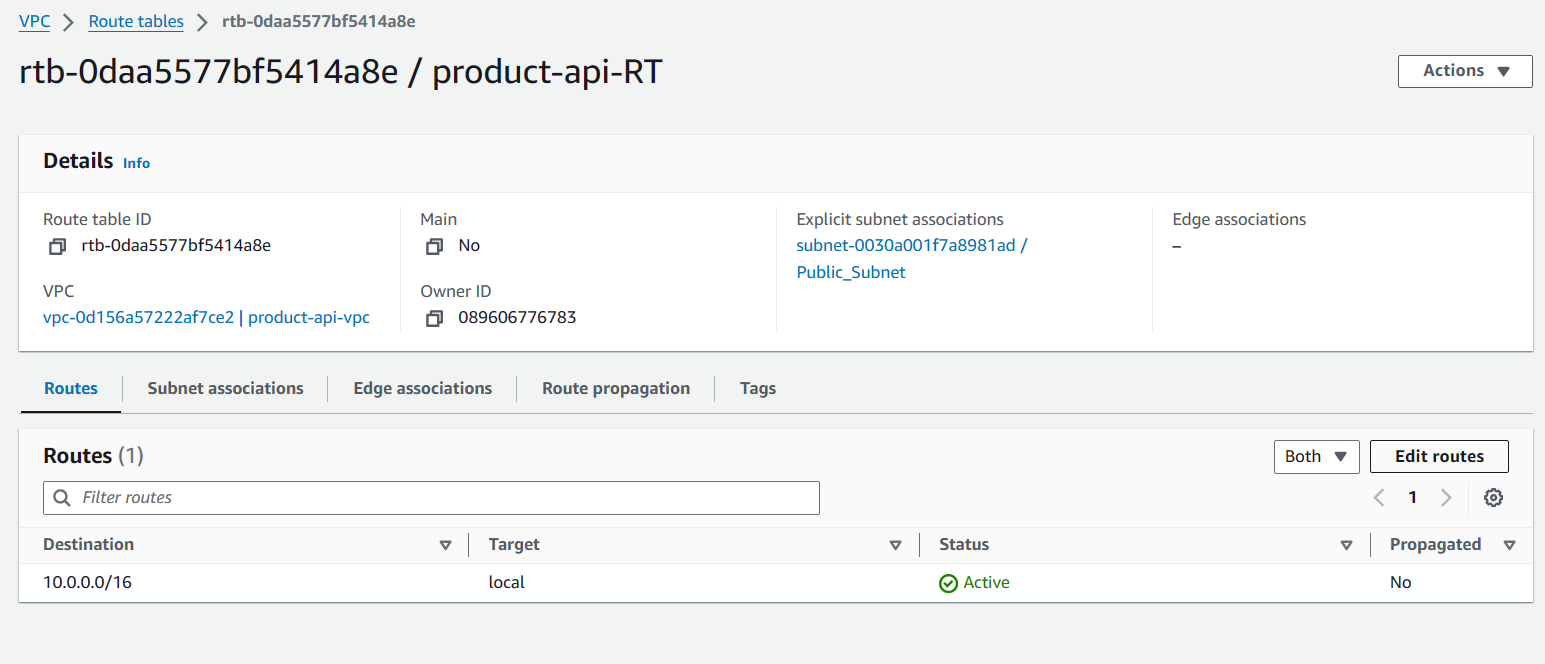 VPC > Route tables > rtb-0daa5577bf5414a8e
rtb-0daa5577bf5414a8e / product-api-RT
Actions
Details Info
Route table ID
rtb-0daa5577bf5414a8e
Main
No
Explicit subnet associations
subnet-0030a001f7a8981ad /
Public_Subnet
Edge associations
–
VPC
vpc-0d156a57222af7ce2 | product-api-vpc
Owner ID
089606776783
Routes Subnet associations Edge associations Route propagation Tags
Routes (1)
Both
Edit routes
Filter routes
1
Destination Target Status Propagated
10.0.0.0/16 local Active No